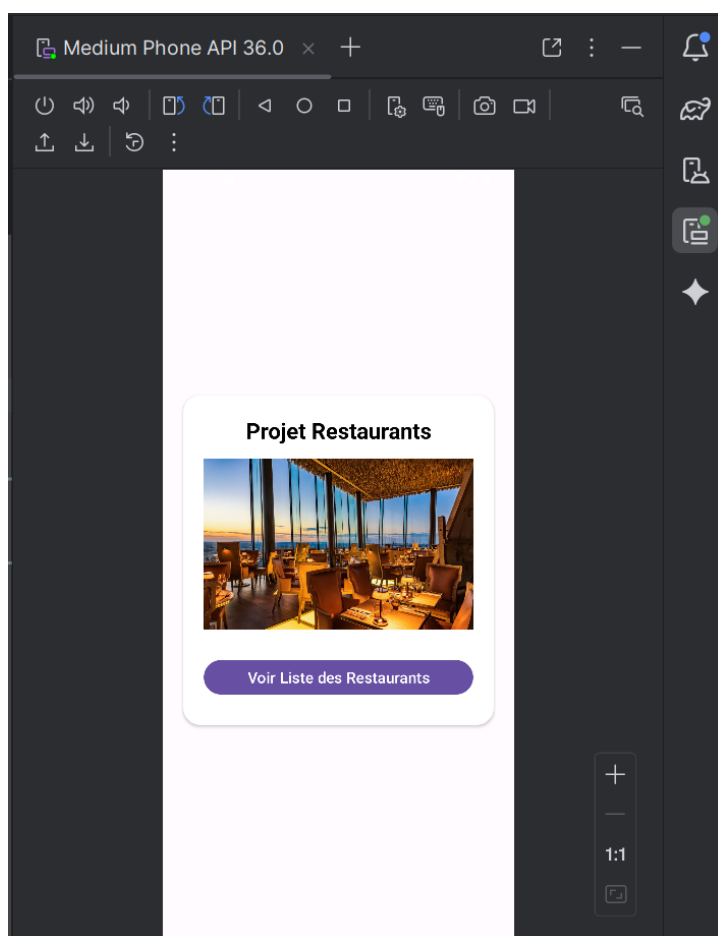 Medium Phone API 36.0
Projet Restaurants
Voir Liste des Restaurants
1:1